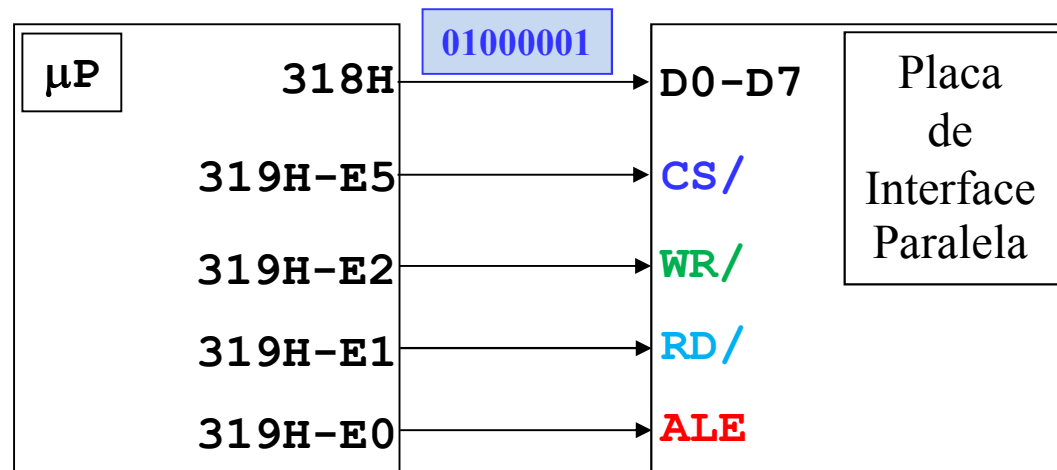 µP
01000001
318H
D0-D7
319H-E5
CS/
319H-E2
WR/
319H-E1
RD/
319H-E0
ALE
Placa
de
Interface
Paralela